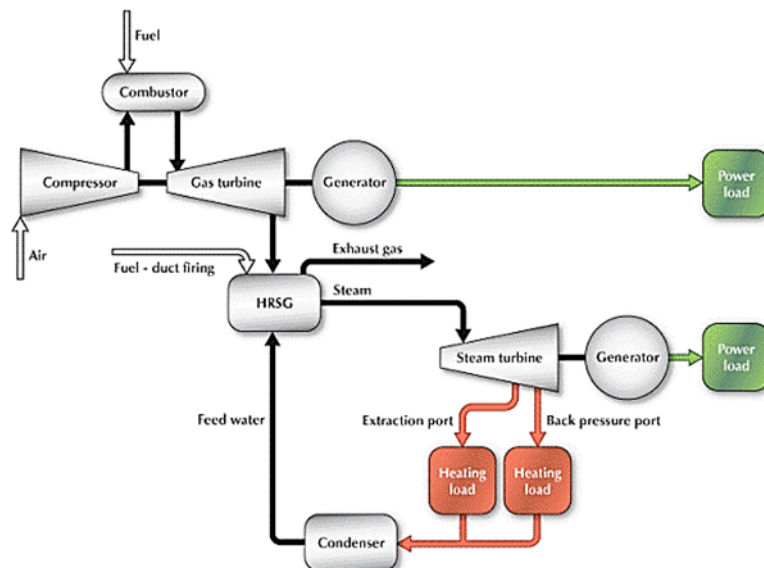 Fuel
Combustor
Compressor
Gas turbine
Generator
Power
load
Air
Fuel - duct firing
Exhaust gas
HRSG
Steam
Steam turbine
Generator
Power
load
Feed water
Extraction port
Back pressure port
Heating
load
Heating
load
Condenser